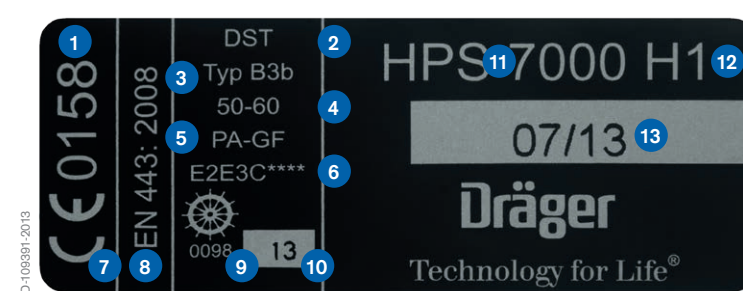 D-109391-2013
CE 0158
EN 443: 2008
DST
Typ B3b
50-60
PA-GF
E2E3C****
0098
13
HPS 7000 H1
07/13
Dräger
Technology for Life®
1
2
3
4
5
6
7
8
9
10
11
12
13